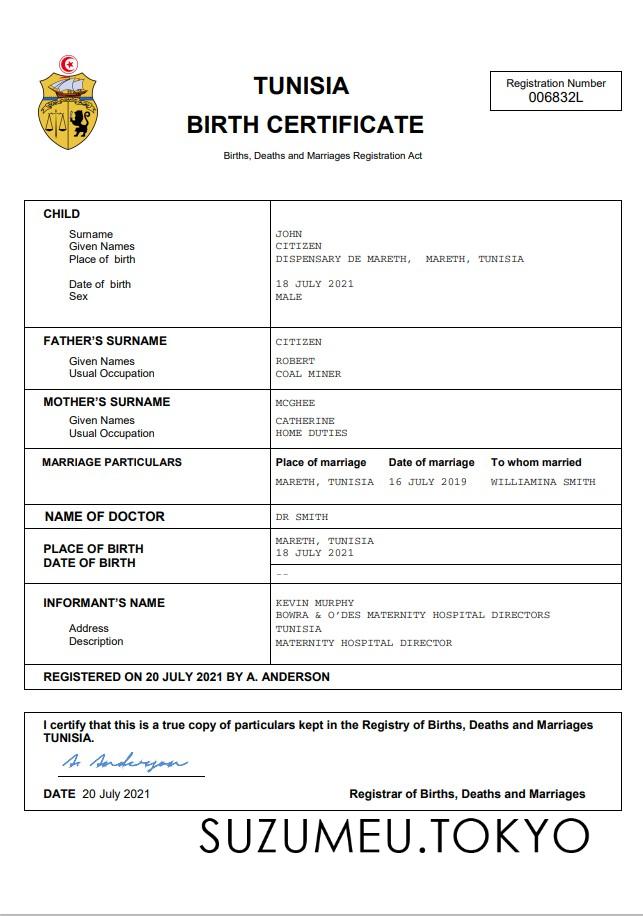 TUNISIA
BIRTH CERTIFICATE
Births, Deaths and Marriages Registration Act
Registration Number
006832L
CHILD
Surname JOHN
Given Names CITIZEN
Place of birth DISPENSARY DE MARETH, MARETH, TUNISIA
Date of birth 18 JULY 2021
Sex MALE
FATHER'S SURNAME CITIZEN
Given Names ROBERT
Usual Occupation COAL MINER
MOTHER'S SURNAME MCGHEE
Given Names CATHERINE
Usual Occupation HOME DUTIES
MARRIAGE PARTICULARS Place of marriage Date of marriage To whom married
MARETH, TUNISIA 16 JULY 2019 WILLIAMINA SMITH
NAME OF DOCTOR DR SMITH
PLACE OF BIRTH MARETH, TUNISIA
DATE OF BIRTH 18 JULY 2021
--
INFORMANT'S NAME KEVIN MURPHY
BOWRA & O'DES MATERNITY HOSPITAL DIRECTORS
Address TUNISIA
Description MATERNITY HOSPITAL DIRECTOR
REGISTERED ON 20 JULY 2021 BY A. ANDERSON
I certify that this is a true copy of particulars kept in the Registry of Births, Deaths and Marriages
TUNISIA.
A. Anderson
DATE 20 July 2021 Registrar of Births, Deaths and Marriages
SUZUMEU.TOKYO